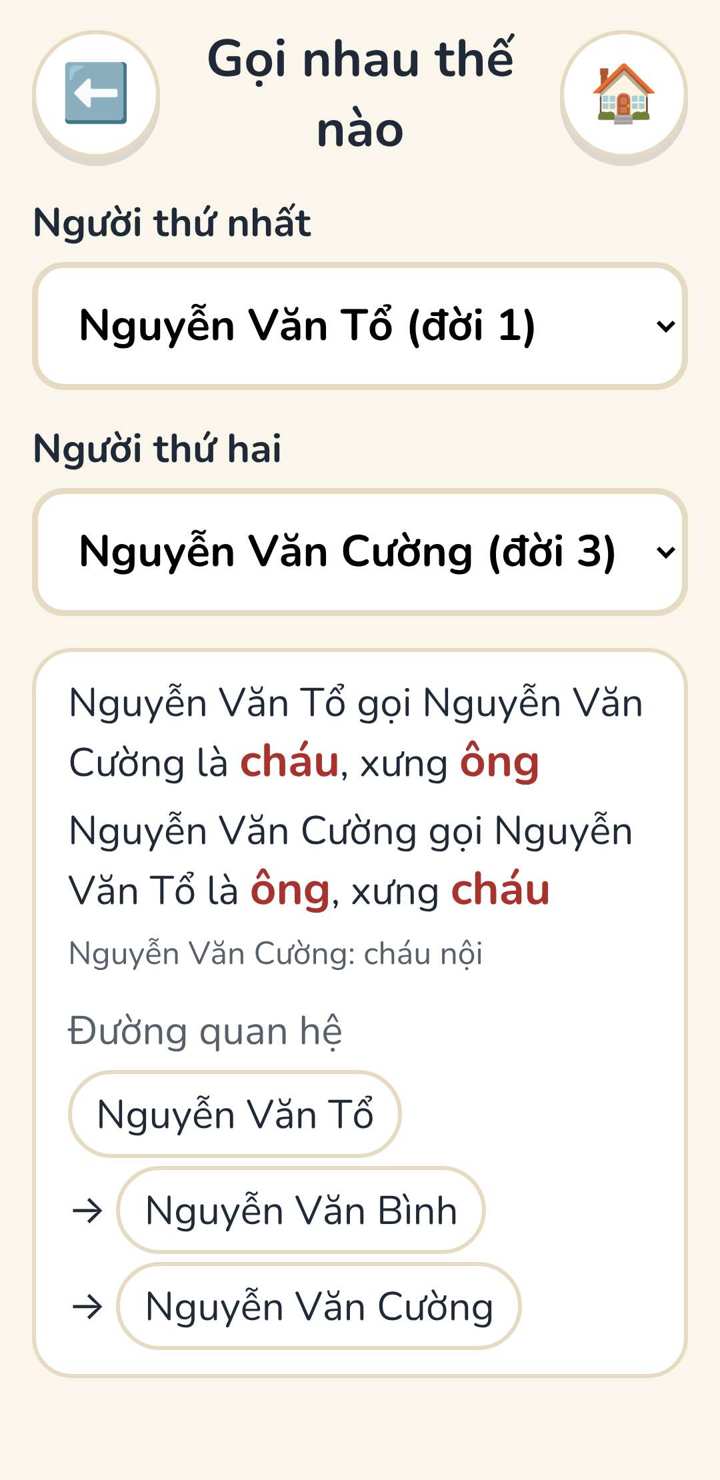 Gọi nhau thế
nào
Người thứ nhất
Nguyễn Văn Tổ (đời 1)
Người thứ hai
Nguyễn Văn Cường (đời 3)
Nguyễn Văn Tổ gọi Nguyễn Văn
Cường là cháu, xưng ông
Nguyễn Văn Cường gọi Nguyễn
Văn Tổ là ông, xưng cháu
Nguyễn Văn Cường: cháu nội
Đường quan hệ
Nguyễn Văn Tổ
→ Nguyễn Văn Bình
→ Nguyễn Văn Cường